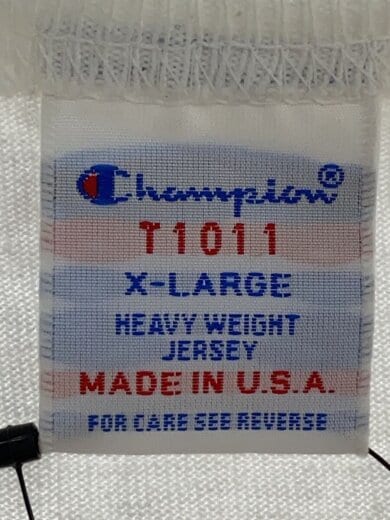 Champion®
T1011
X-LARGE
HEAVY WEIGHT
JERSEY
MADE IN U.S.A.
FOR CARE SEE REVERSE